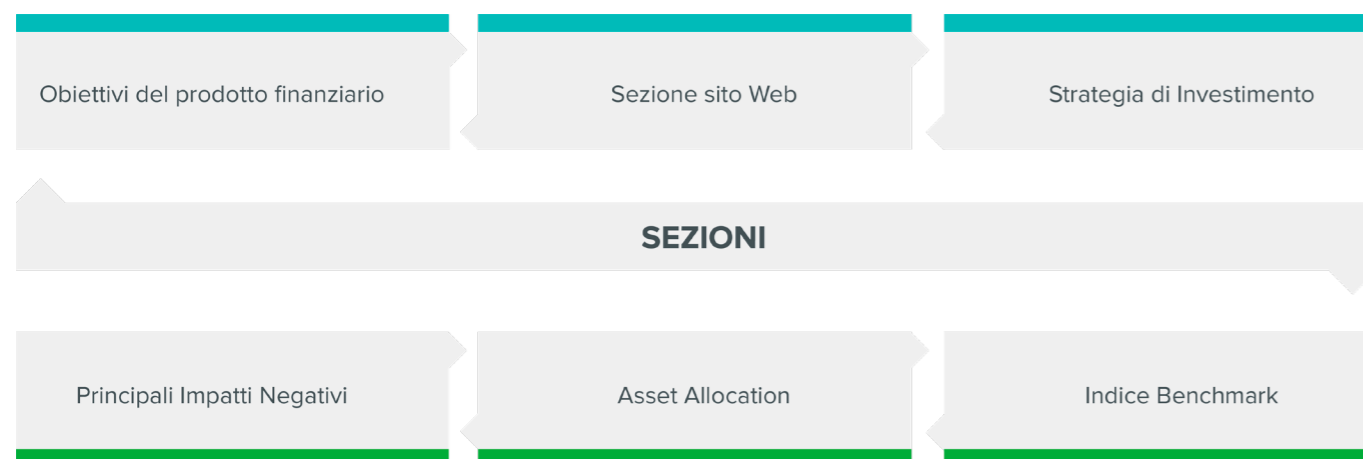 Obiettivi del prodotto finanziario
Sezione sito Web
Strategia di Investimento
SEZIONI
Principali Impatti Negativi
Asset Allocation
Indice Benchmark